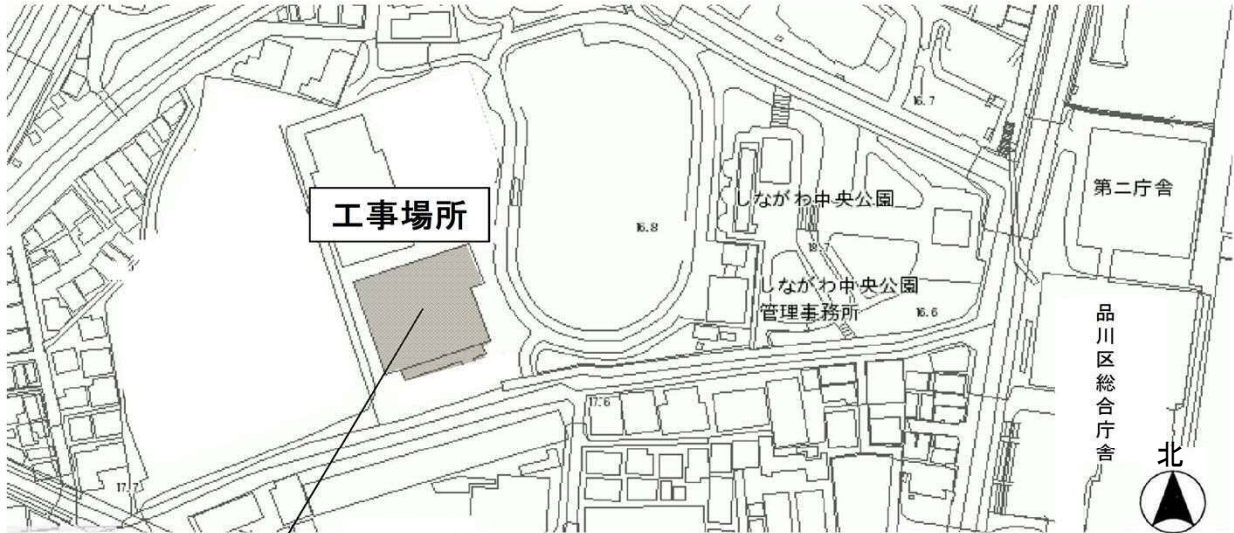 16.7
第二庁舎
しながわ中央公園
工事場所
16.8
18.7
しながわ中央公園
管理事務所
16.6
品川区総合庁舎
17.6
北
17.7